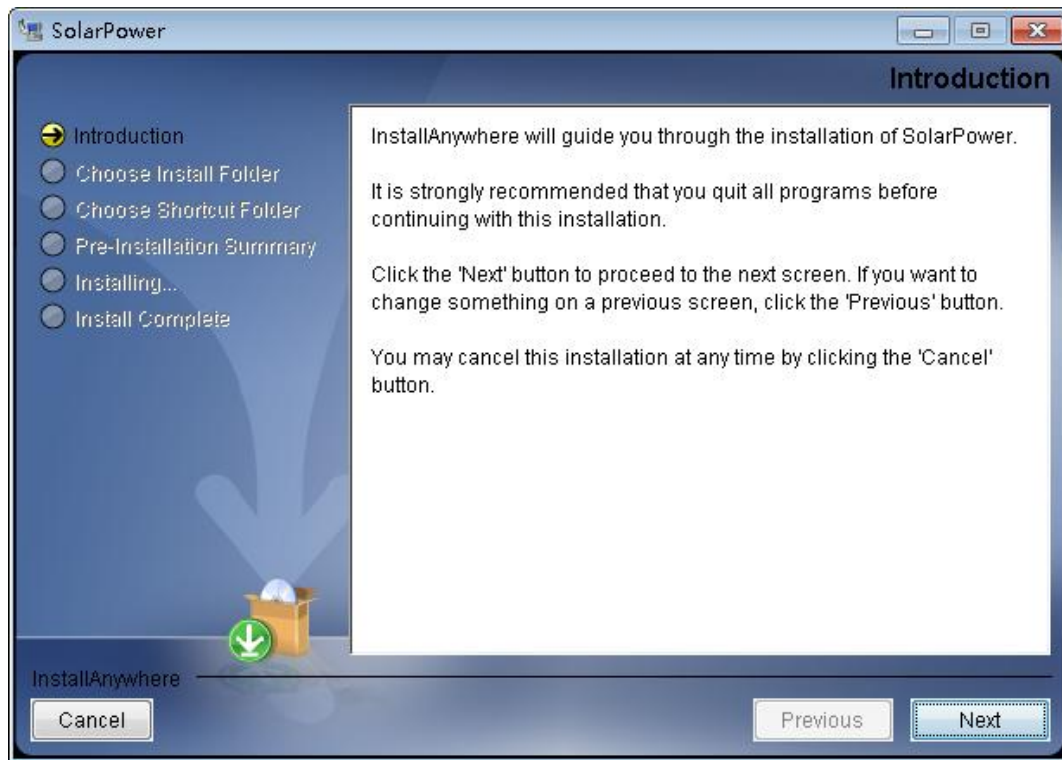 SolarPower
Introduction
Introduction
Choose Install Folder
Choose Shortcut Folder
Pre-Installation Summary
Installing...
Install Complete
InstallAnywhere will guide you through the installation of SolarPower.
It is strongly recommended that you quit all programs before
continuing with this installation.
Click the 'Next' button to proceed to the next screen. If you want to
change something on a previous screen, click the 'Previous' button.
You may cancel this installation at any time by clicking the 'Cancel'
button.
InstallAnywhere
Cancel
Previous
Next